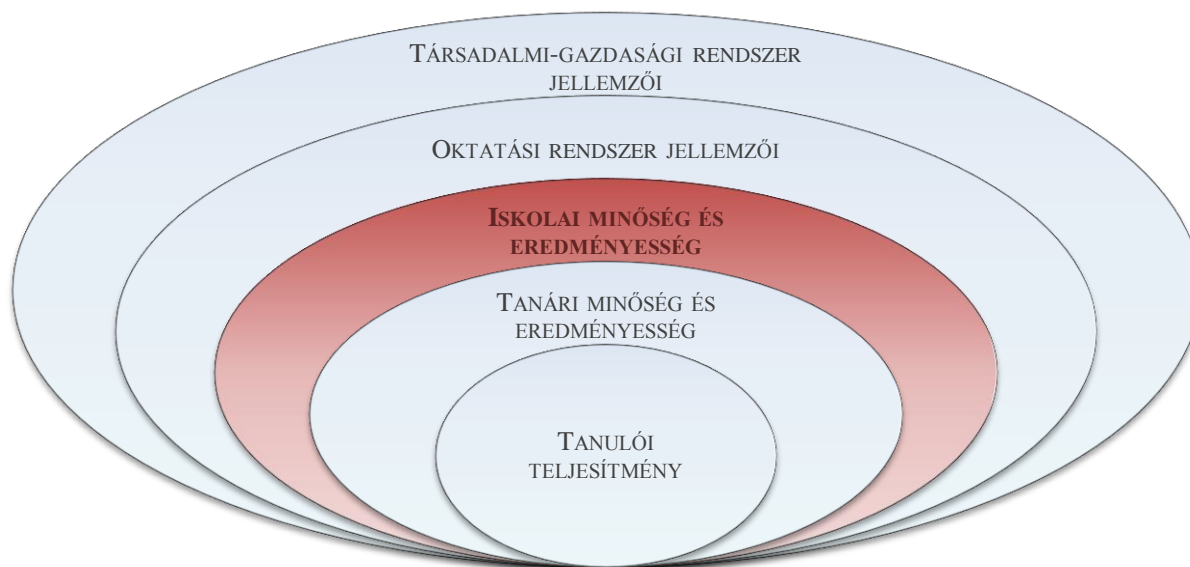 TÁRSADALMI-GAZDASÁGI RENDSZER
JELLEMZŐI
OKTATÁSI RENDSZER JELLEMZŐI
ISKOLAI MINŐSÉG ÉS
EREDMÉNYESSÉG
TANÁRI MINŐSÉG ÉS
EREDMÉNYESSÉG
TANULÓI
TELJESÍTMÉNY